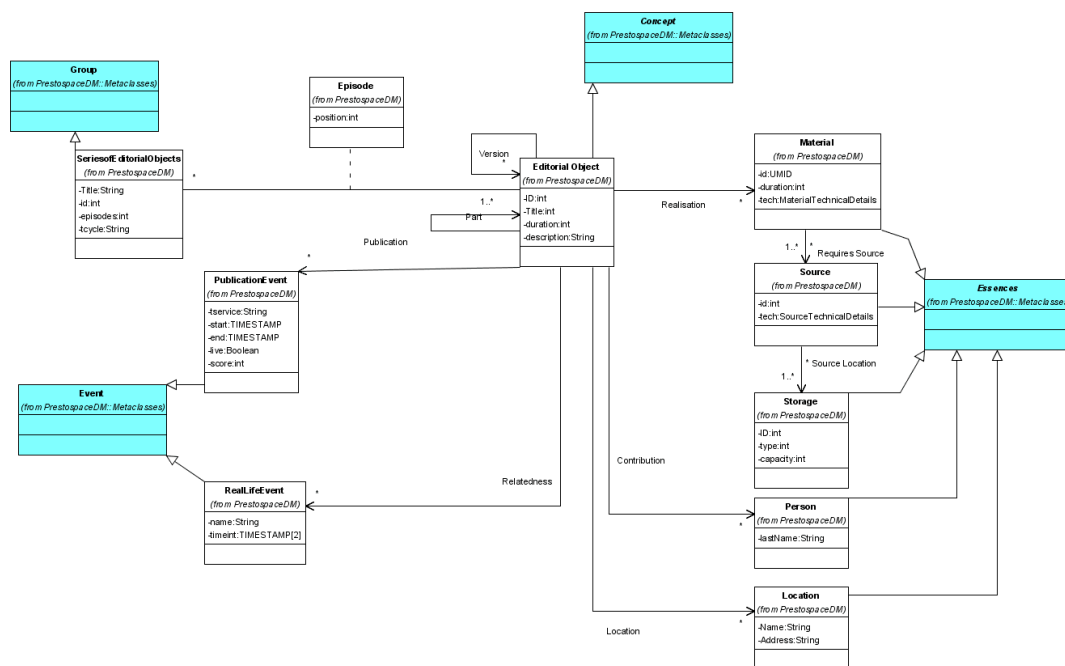 Concept
(from PrestospaceDM::Metaclasses)
Group
(from PrestospaceDM::Metaclasses)
Episode
(from PrestospaceDM)
-position:int
SeriesofEditorialObjects
(from PrestospaceDM)
-Title:String
-id:int
-episodes:int
-tcycle:String
*
Version
*
Editorial Object
(from PrestospaceDM)
-ID:int
-Title:int
-duration:int
-description:String
1..*
Part
Material
(from PrestospaceDM)
-id:UMID
-duration:int
-tech:MaterialTechnicalDetails
Realisation
*
Publication
*
1..*
*
Requires Source
PublicationEvent
(from PrestospaceDM)
-tservice:String
-start:TIMESTAMP
-end:TIMESTAMP
-live:Boolean
-score:int
Source
(from PrestospaceDM)
-id:int
-tech:SourceTechnicalDetails
Essences
(from PrestospaceDM::Metaclasses)
* Source Location
1..*
Event
(from PrestospaceDM::Metaclasses)
Storage
(from PrestospaceDM)
-ID:int
-type:int
-capacity:int
Contribution
*
Relatedness
*
RealLifeEvent
(from PrestospaceDM)
-name:String
-timeint:TIMESTAMP[2]
Person
(from PrestospaceDM)
-lastName:String
Location
(from PrestospaceDM)
-Name:String
-Address:String
Location
*